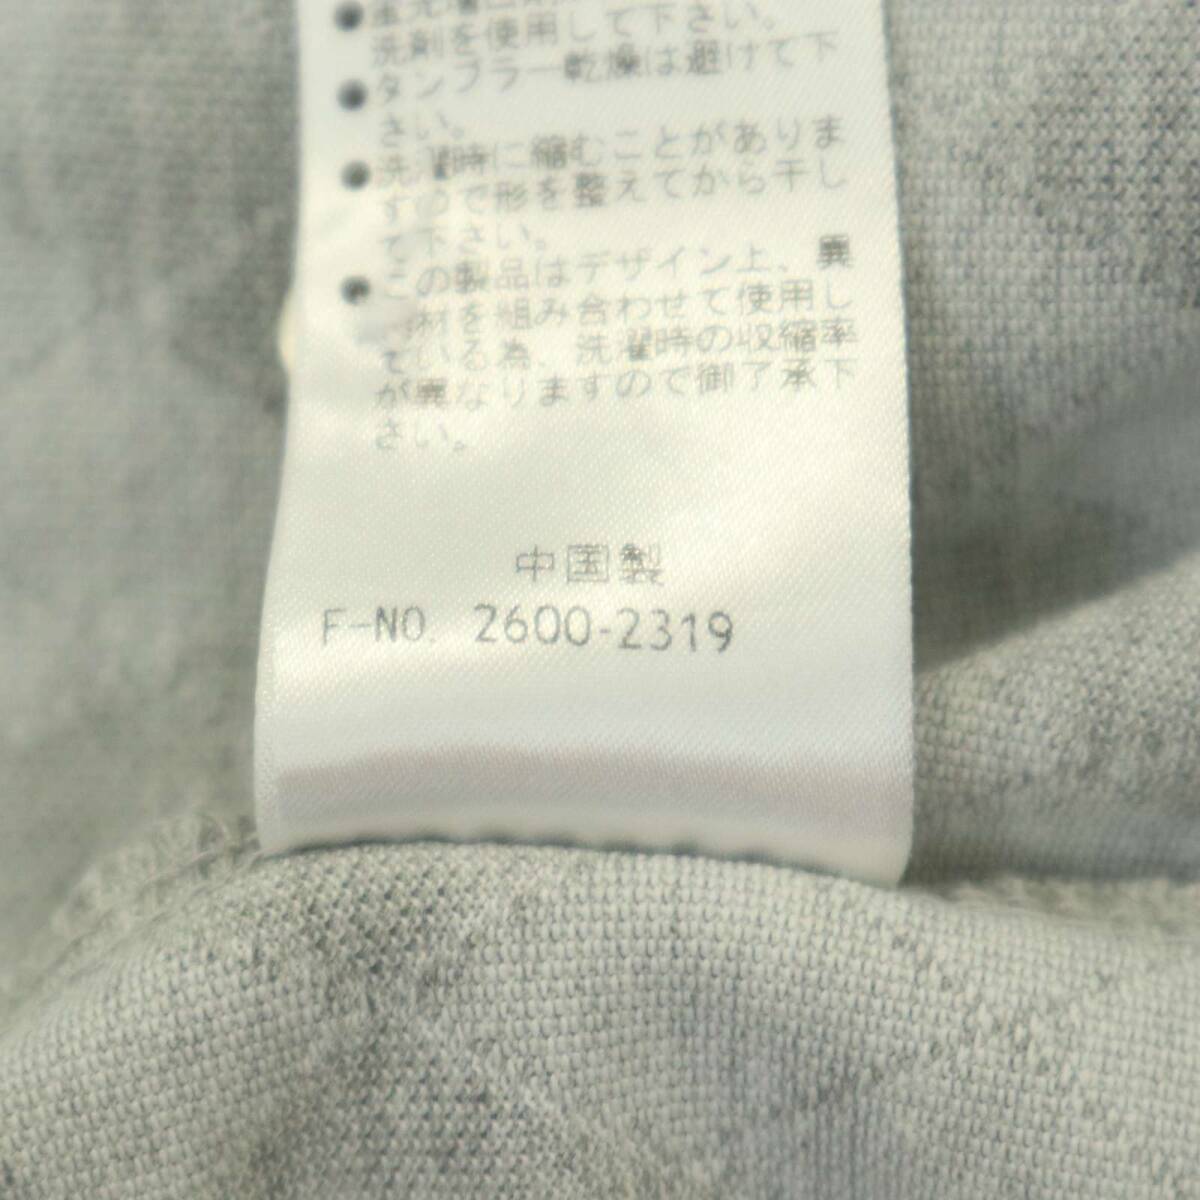 洗剤を使用して下さい。
●タンブラー乾燥は避けて下
さい。
●洗濯時に縮むことがありま
すので形を整えてから干し
て下さい。
●この製品はデザイン上、異
素材を組み合わせて使用し
ている為、洗濯時の収縮率
が異なりますので御了承下
さい。
中国製
F-NO. 2600-2319